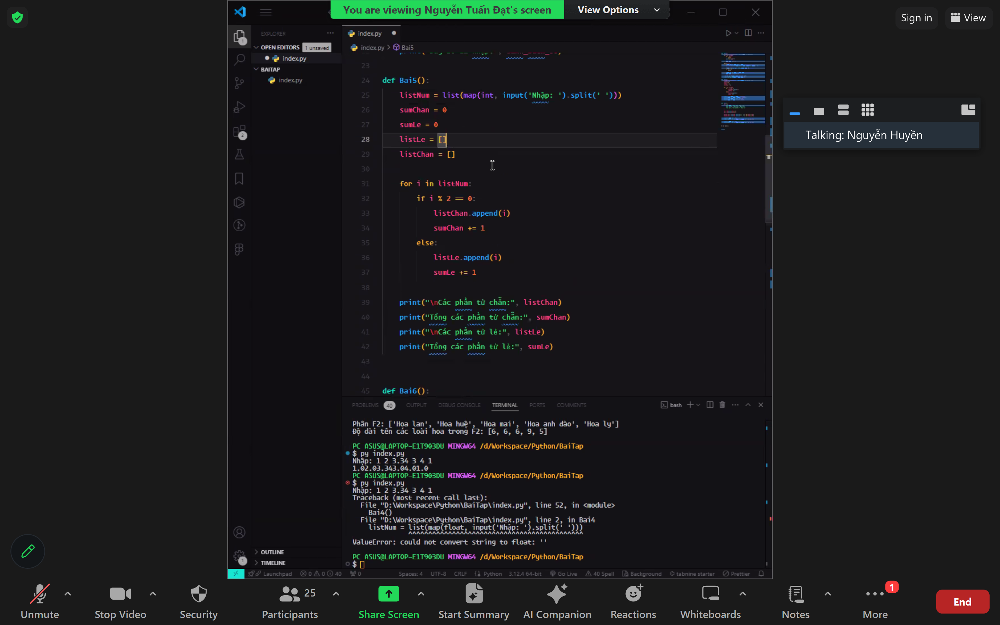 You are viewing Nguyễn Tuấn Đạt's screen
View Options
Sign in
View
EXPLORER
OPEN EDITORS 1 unsaved
index.py
BAITAP
index.py
1
2
index.py
index.py > Bai5
23
24 def Bai5():
25 listNum = list(map(int, input('Nhập: ').split(' ')))
26 sumChan = 0
27 sumLe = 0
28 listLe = []
29 listChan = []
30
31 for i in listNum:
32 if i % 2 == 0:
33 listChan.append(i)
34 sumChan += 1
35 else:
36 listLe.append(i)
37 sumLe += 1
38
39 print("\nCác phần tử chẵn:", listChan)
40 print("Tổng các phần tử chẵn:", sumChan)
41 print("\nCác phần tử lẻ:", listLe)
42 print("Tổng các phần tử lẻ:", sumLe)
43
44
45 def Bai6():
Talking: Nguyễn Huyền
PROBLEMS 40 OUTPUT DEBUG CONSOLE TERMINAL PORTS COMMENTS
bash
Phân F2: ['Hoa lan', 'Hoa huệ', 'Hoa mai', 'Hoa anh đào', 'Hoa ly']
Độ dài tên các loài hoa trong F2: [6, 6, 6, 9, 5]
PC ASUS@LAPTOP-E1T903DU MINGW64 /d/Workspace/Python/BaiTap
$ py index.py
Nhập: 1 2 3.34 3 4 1
1.02.03.343.04.01.0
PC ASUS@LAPTOP-E1T903DU MINGW64 /d/Workspace/Python/BaiTap
$ py index.py
Nhập: 1 2 3.34 3 4 1
Traceback (most recent call last):
File "D:\Workspace\Python\BaiTap\index.py", line 52, in <module>
Bai4()
File "D:\Workspace\Python\BaiTap\index.py", line 2, in Bai4
listNum = list(map(float, input('Nhập: ').split(' ')))
^^^^^^^^^^^^^^^^^^^^^^^^^^^^^^^^^^^^^^^^^^^^
ValueError: could not convert string to float: ''
PC ASUS@LAPTOP-E1T903DU MINGW64 /d/Workspace/Python/BaiTap
$
OUTLINE
TIMELINE
1
Launchpad 0 0 40 0 Spaces: 4 UTF-8 CRLF Python 3.12.4 64-bit Go Live 40 Spell Background tabnine starter Prettier
25
1
Unmute Stop Video Security Participants Share Screen Start Summary AI Companion Reactions Whiteboards Notes More End